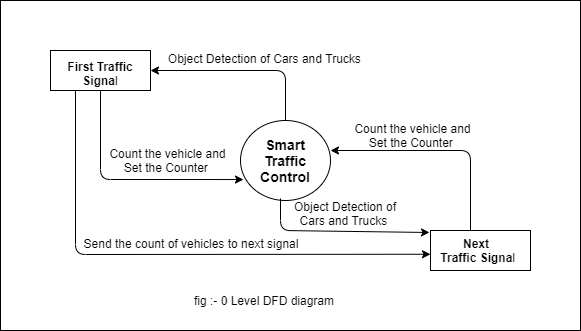 Object Detection of Cars and Trucks
First Traffic
Signal
Count the vehicle and
Set the Counter
Smart
Traffic
Control
Count the vehicle and
Set the Counter
Object Detection of
Cars and Trucks
Send the count of vehicles to next signal
Next
Traffic Signal
fig :- 0 Level DFD diagram